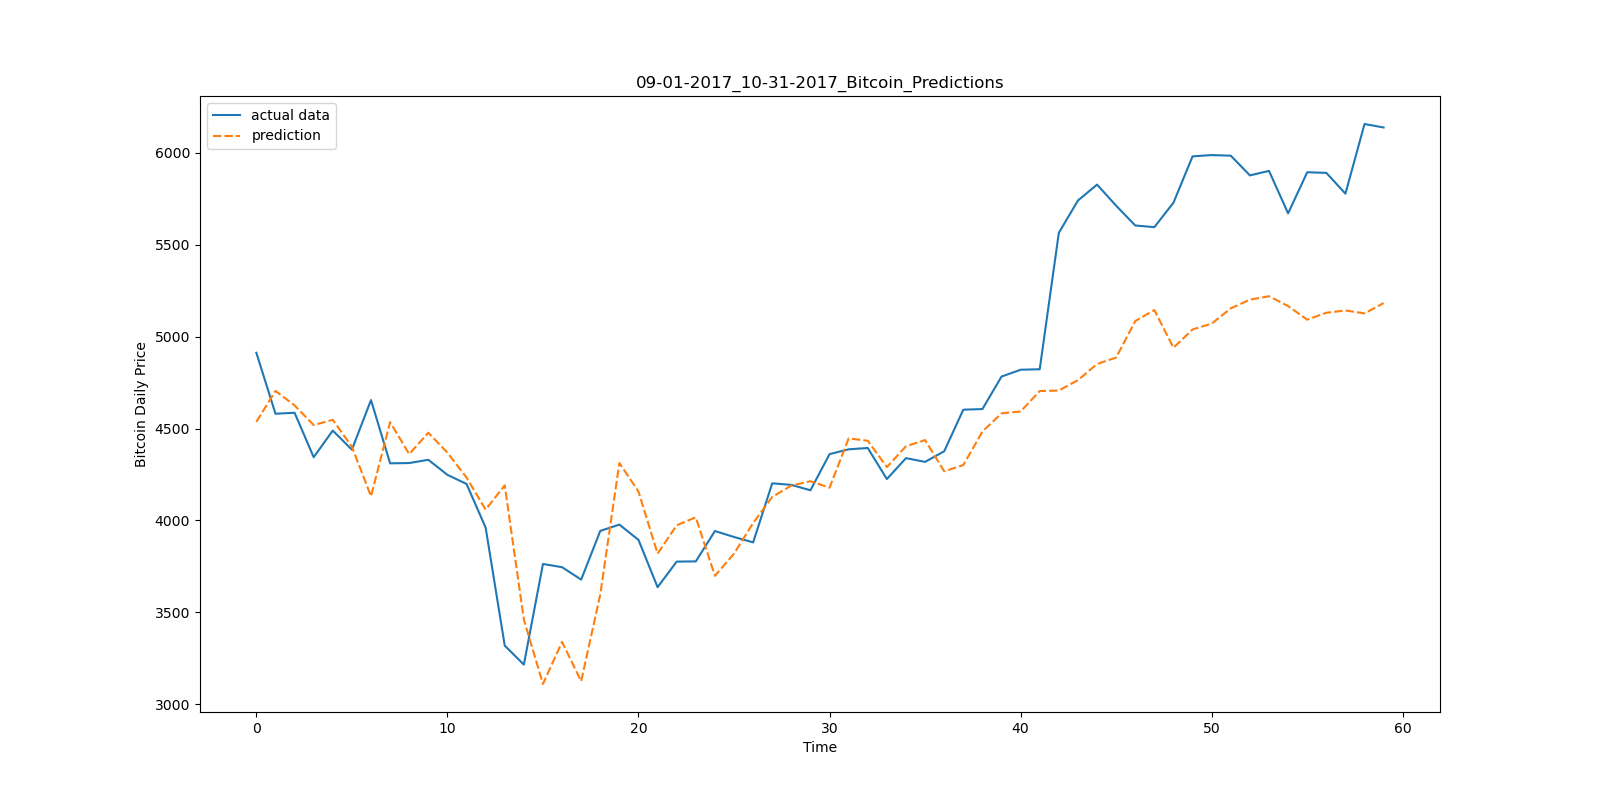 09-01-2017_10-31-2017_Bitcoin_Predictions
actual data
prediction
6000
5500
5000
4500
4000
3500
3000
Bitcoin Daily Price
0 10 20 30 40 50 60
Time